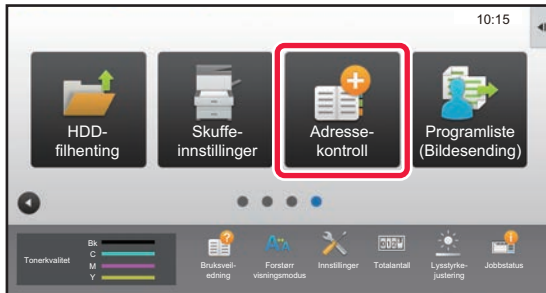 10:15
HDD-
filhenting
Skuffe-
innstillinger
Adresse-
kontroll
Programliste
(Bildesending)
Tonerkvalitet
Bk
C
M
Y
Bruksveil-
edning
Forstørr
visningsmodus
Innstillinger
Totalantall
Lysstyrke-
justering
Jobbstatus